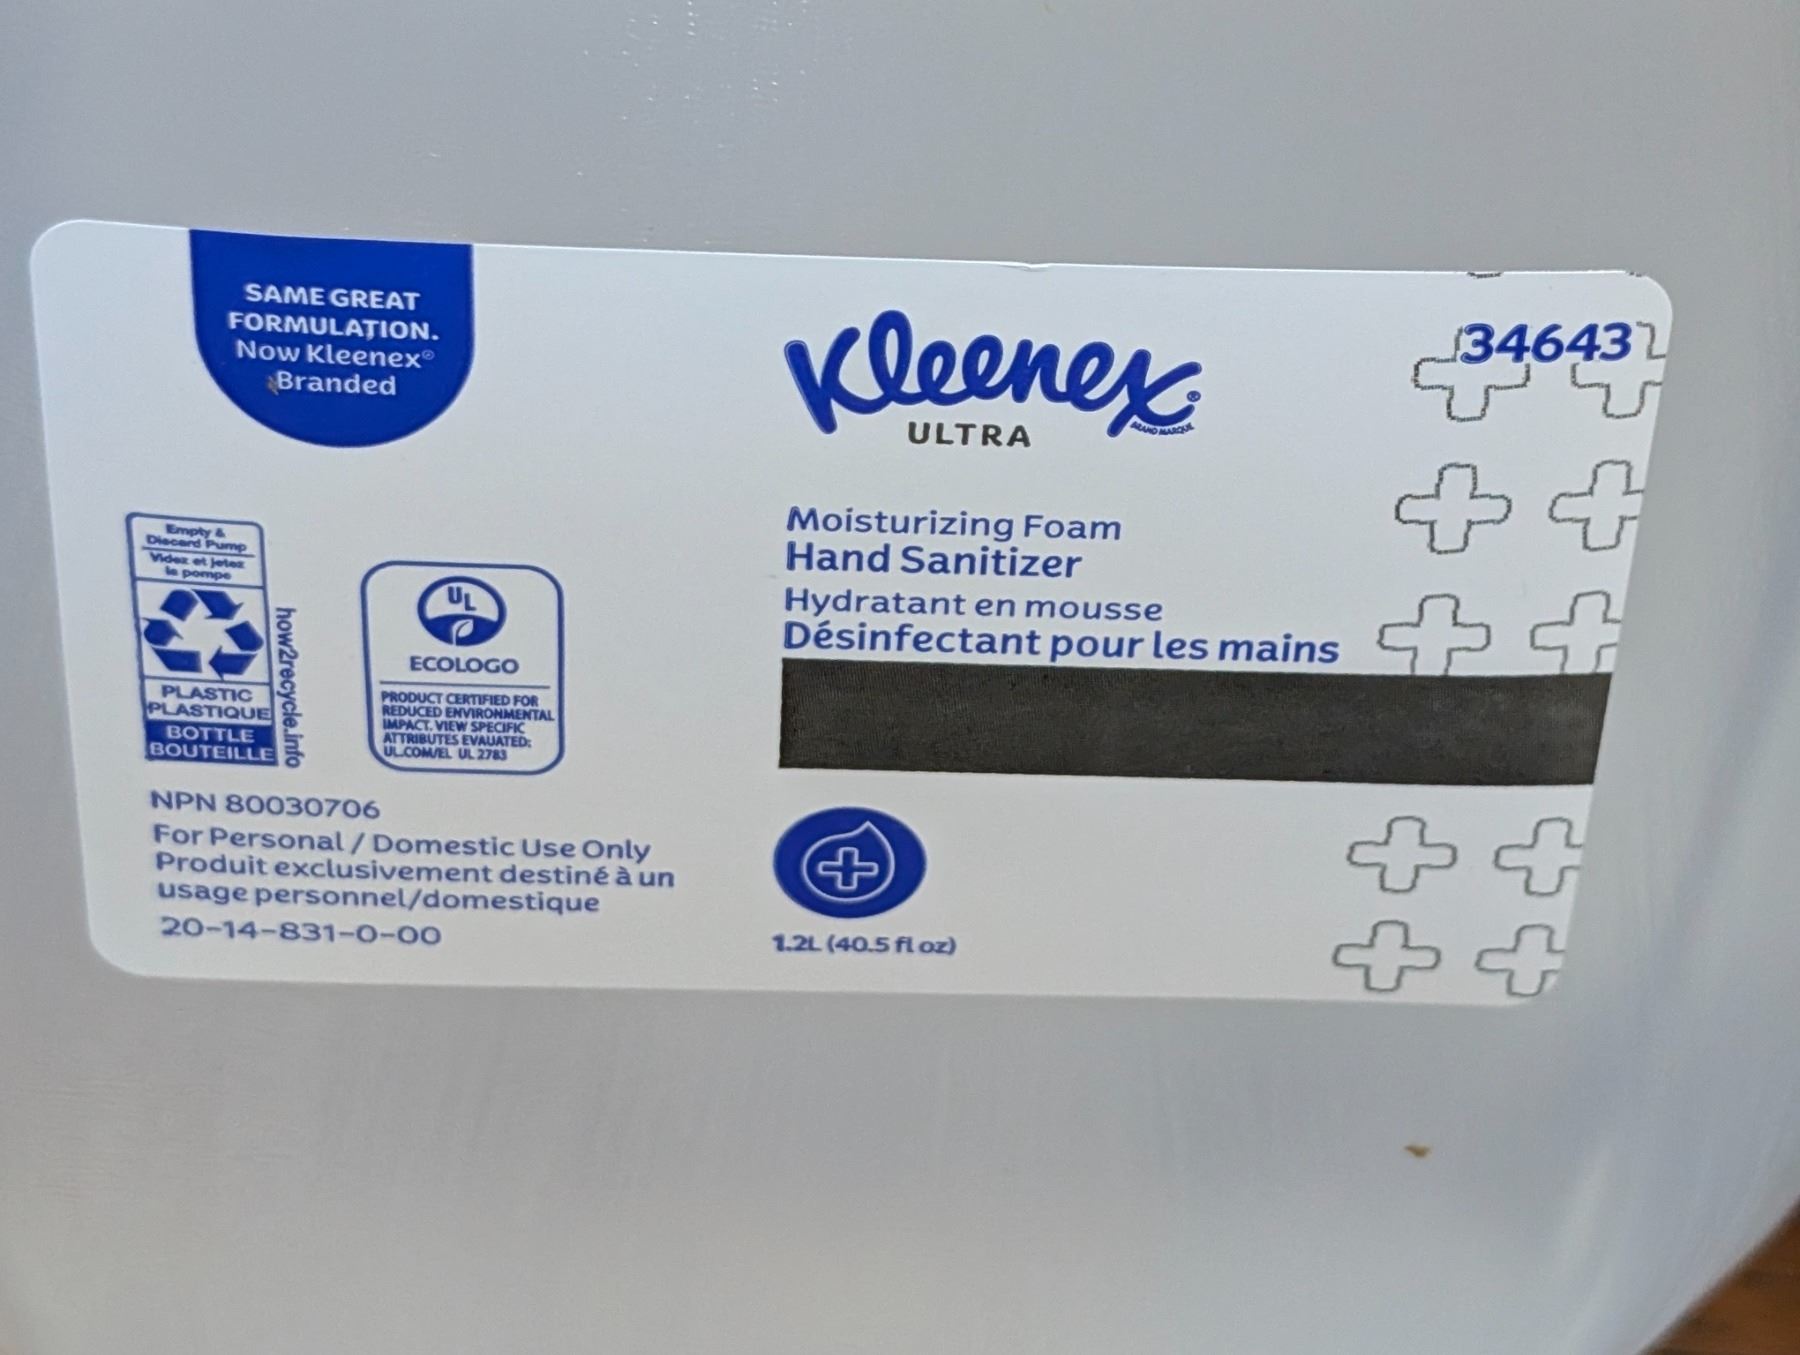 SAME GREAT
FORMULATION.
Now Kleenex®
Branded
Kleenex®
BRAND MARQUE
ULTRA
34643
Moisturizing Foam
Hand Sanitizer
Hydratant en mousse
Désinfectant pour les mains
Empty &
Discard Pump
Videz et jetez
la pompe
PLASTIC
PLASTIQUE
BOTTLE
BOUTEILLE
how2recycle.info
UL
ECOLOGO
PRODUCT CERTIFIED FOR
REDUCED ENVIRONMENTAL
IMPACT. VIEW SPECIFIC
ATTRIBUTES EVAUATED:
UL.COM/EL UL 2783
NPN 80030706
For Personal / Domestic Use Only
Produit exclusivement destiné à un
usage personnel/domestique
20-14-831-0-00
1.2L (40.5 fl oz)